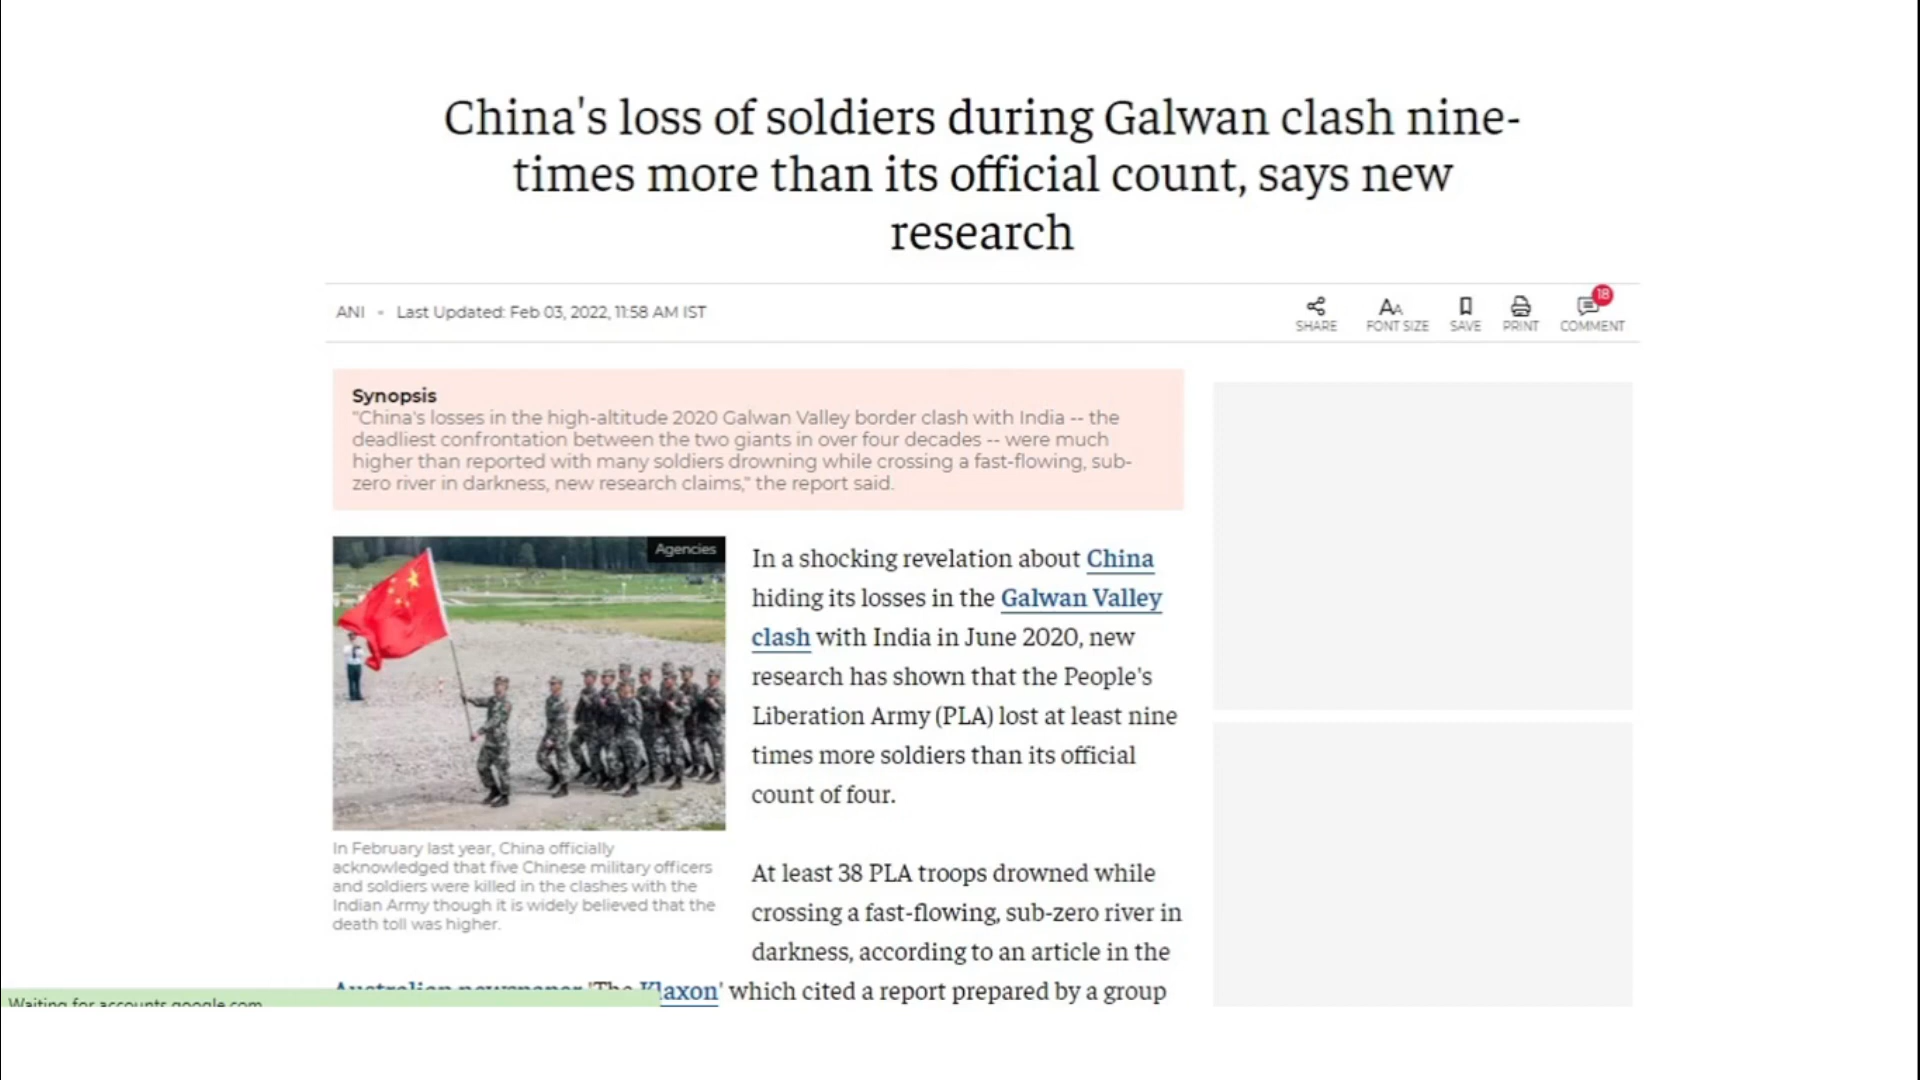 China's loss of soldiers during Galwan clash nine-
times more than its official count, says new
research
ANI • Last Updated: Feb 03, 2022, 11:58 AM IST
SHARE
FONT SIZE
SAVE
PRINT
18
COMMENT
Synopsis
"China's losses in the high-altitude 2020 Galwan Valley border clash with India -- the
deadliest confrontation between the two giants in over four decades -- were much
higher than reported with many soldiers drowning while crossing a fast-flowing, sub-
zero river in darkness, new research claims," the report said.
Agencies
In February last year, China officially
acknowledged that five Chinese military officers
and soldiers were killed in the clashes with the
Indian Army though it is widely believed that the
death toll was higher.
In a shocking revelation about China
hiding its losses in the Galwan Valley
clash with India in June 2020, new
research has shown that the People's
Liberation Army (PLA) lost at least nine
times more soldiers than its official
count of four.
At least 38 PLA troops drowned while
crossing a fast-flowing, sub-zero river in
darkness, according to an article in the
Australian newspaper 'The Klaxon' which cited a report prepared by a group
Waiting for accounts.google.com